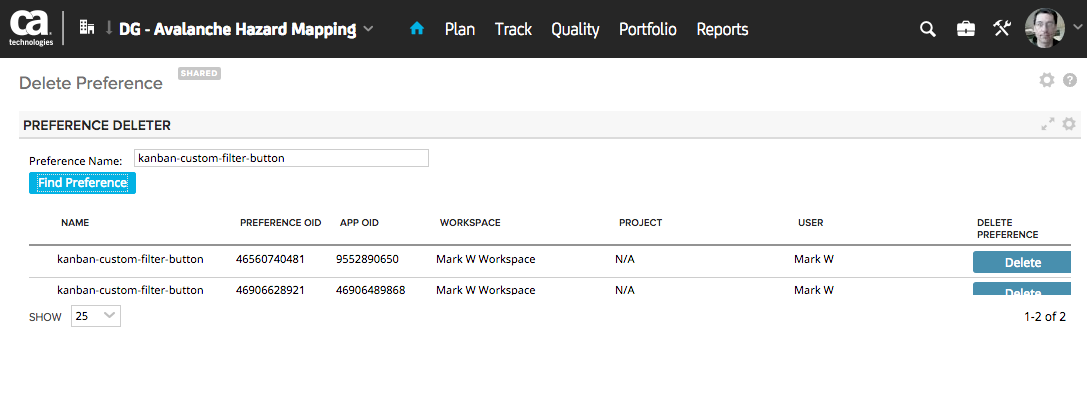 ca technologies DG - Avalanche Hazard Mapping Plan Track Quality Portfolio Reports
Delete Preference SHARED
PREFERENCE DELETER
Preference Name: kanban-custom-filter-button
Find Preference
NAME PREFERENCE OID APP OID WORKSPACE PROJECT USER DELETE PREFERENCE
kanban-custom-filter-button 46560740481 9552890650 Mark W Workspace N/A Mark W Delete
kanban-custom-filter-button 46906628921 46906489868 Mark W Workspace N/A Mark W Delete
SHOW 25 1-2 of 2